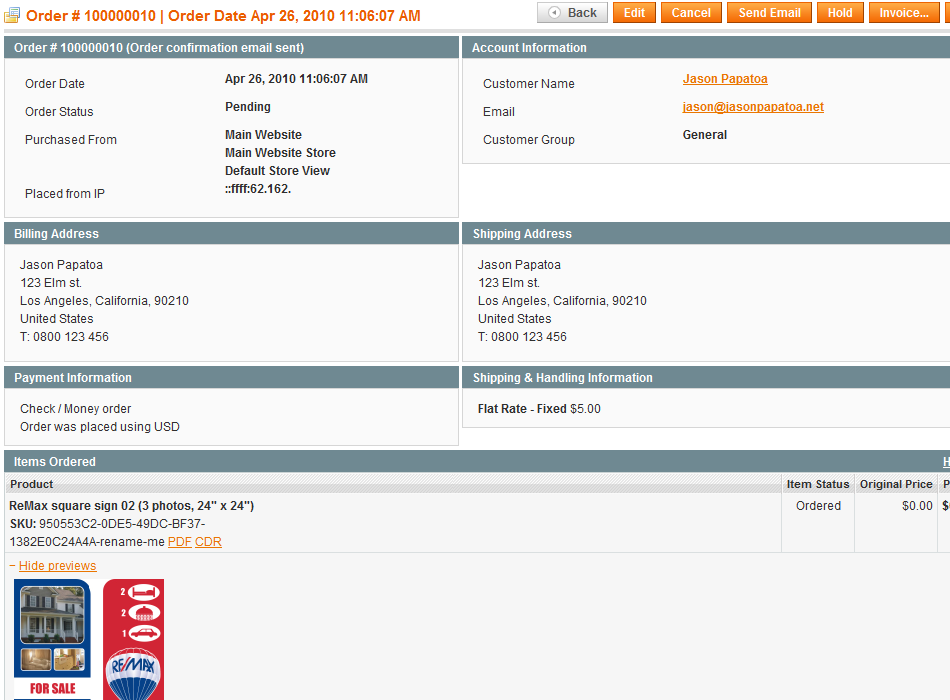 Order # 100000010 | Order Date Apr 26, 2010 11:06:07 AM
Back Edit Cancel Send Email Hold Invoice...
Order # 100000010 (Order confirmation email sent)
Order Date Apr 26, 2010 11:06:07 AM
Order Status Pending
Purchased From Main Website
Main Website Store
Default Store View
Placed from IP ::ffff:62.162.
Account Information
Customer Name Jason Papatoa
Email jason@jasonpapatoa.net
Customer Group General
Billing Address
Jason Papatoa
123 Elm st.
Los Angeles, California, 90210
United States
T: 0800 123 456
Shipping Address
Jason Papatoa
123 Elm st.
Los Angeles, California, 90210
United States
T: 0800 123 456
Payment Information
Check / Money order
Order was placed using USD
Shipping & Handling Information
Flat Rate - Fixed $5.00
Items Ordered H
Product Item Status Original Price P
ReMax square sign 02 (3 photos, 24" x 24") Ordered $0.00 $
SKU: 950553C2-0DE5-49DC-BF37-
1382E0C24A4A-rename-me PDF CDR
− Hide previews
2
2
1
RE/MAX
FOR SALE